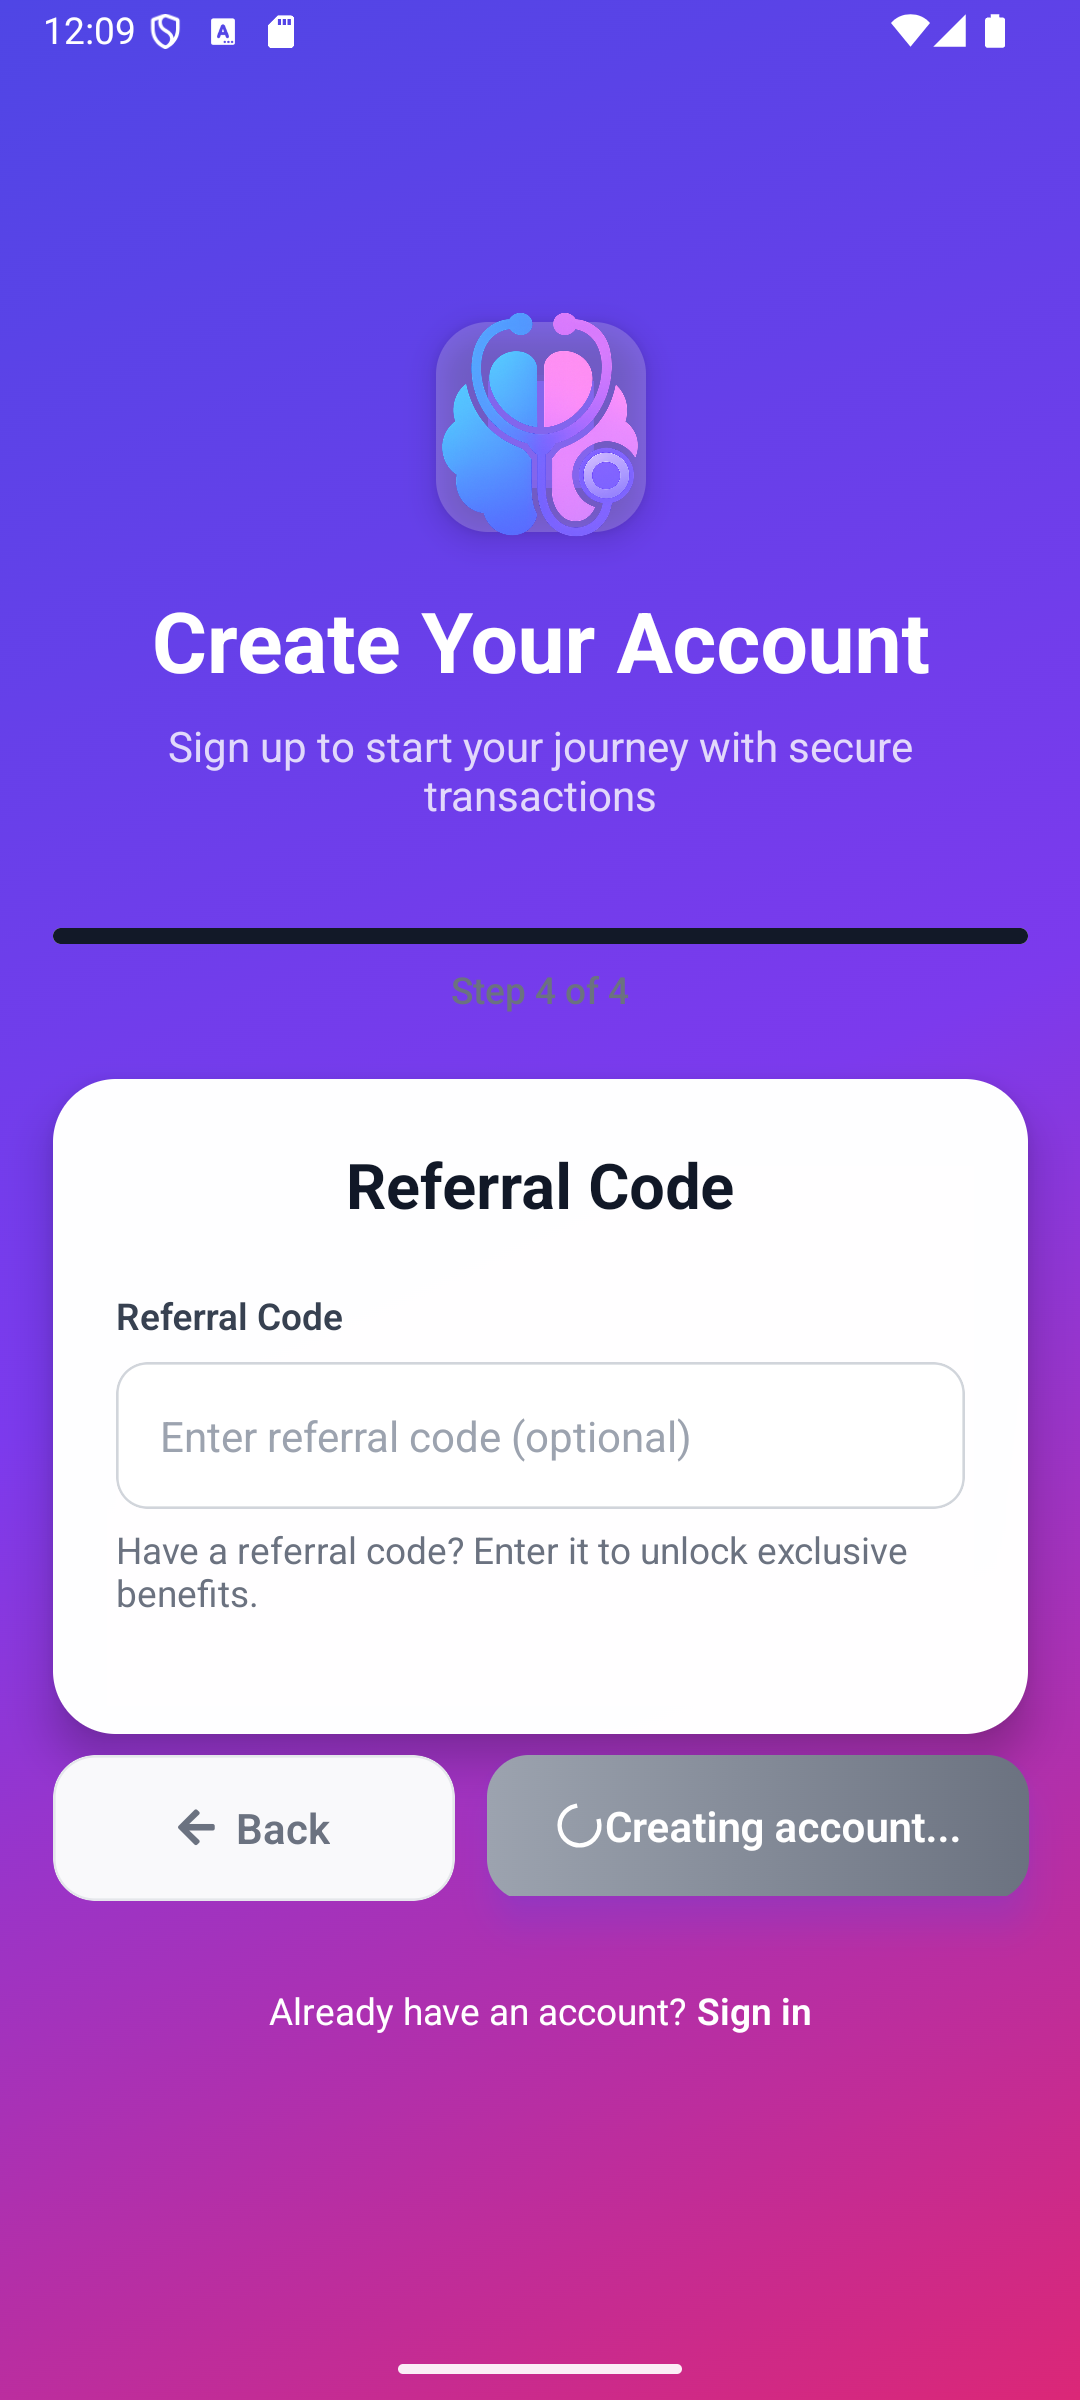 12:09
Create Your Account
Sign up to start your journey with secure
transactions
Step 4 of 4
Referral Code
Referral Code
Enter referral code (optional)
Have a referral code? Enter it to unlock exclusive
benefits.
Back
Creating account...
Already have an account? Sign in